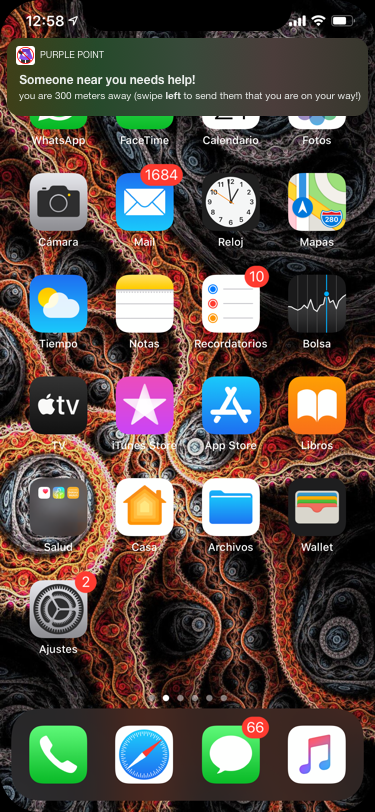 12:58
PURPLE POINT
Someone near you needs help!
you are 300 meters away (swipe left to send them that you are on your way!)
WhatsApp FaceTime Calendario Fotos
1684
280
Cámara Mail Reloj Mapas
10
Tiempo Notas Recordatorios Bolsa
tv
TV iTunes Store App Store Libros
Salud Casa Archivos Wallet
2
Ajustes
66